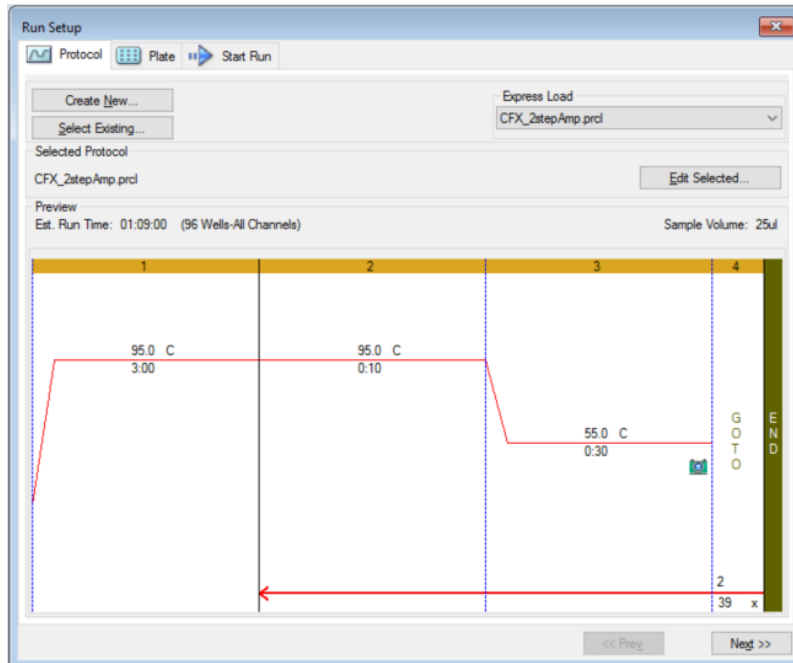 Run Setup
Protocol Plate Start Run
Create New...
Express Load
CFX_2stepAmp.prcl
Select Existing...
Selected Protocol
CFX_2stepAmp.prcl
Edit Selected...
Preview
Est. Run Time: 01:09:00 (96 Wells-All Channels) Sample Volume: 25ul
1 2 3 4
95.0 C 95.0 C
3:00 0:10
55.0 C
0:30
GOTO
END
2
39 x
<< Prev Next >>